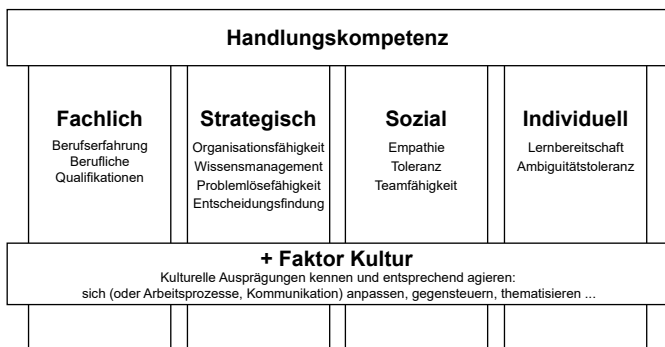 Handlungskompetenz
Fachlich
Berufserfahrung
Berufliche
Qualifikationen
Strategisch
Organisationsfähigkeit
Wissensmanagement
Problemlösefähigkeit
Entscheidungsfindung
Sozial
Empathie
Toleranz
Teamfähigkeit
Individuell
Lernbereitschaft
Ambiguitätstoleranz
+ Faktor Kultur
Kulturelle Ausprägungen kennen und entsprechend agieren:
sich (oder Arbeitsprozesse, Kommunikation) anpassen, gegensteuern, thematisieren ...